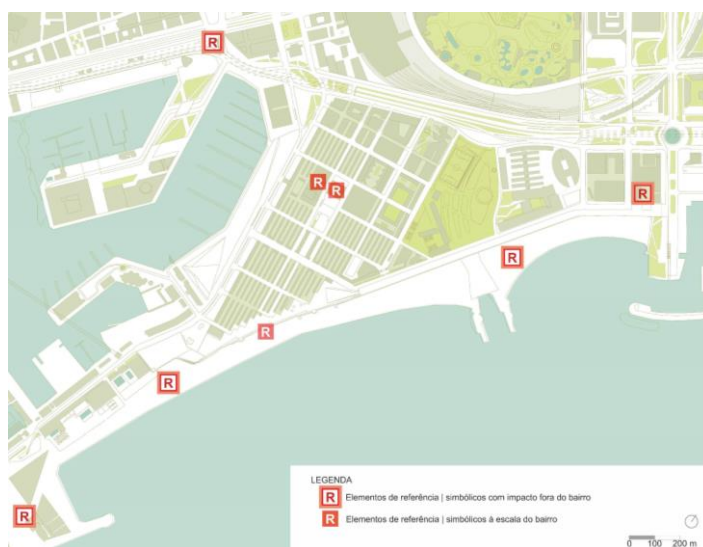 R
R
R
R
R
R
R
R
LEGENDA
R Elementos de referência | simbólicos com impacto fora do bairro
R Elementos de referência | simbólicos à escala do bairro
0 100 200 m